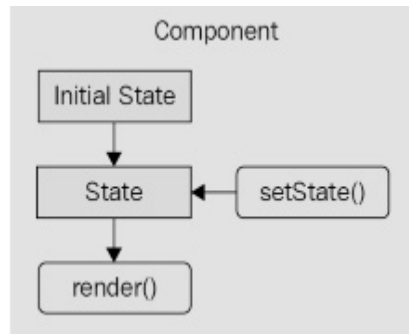 Component
Initial State
State
setState()
render()